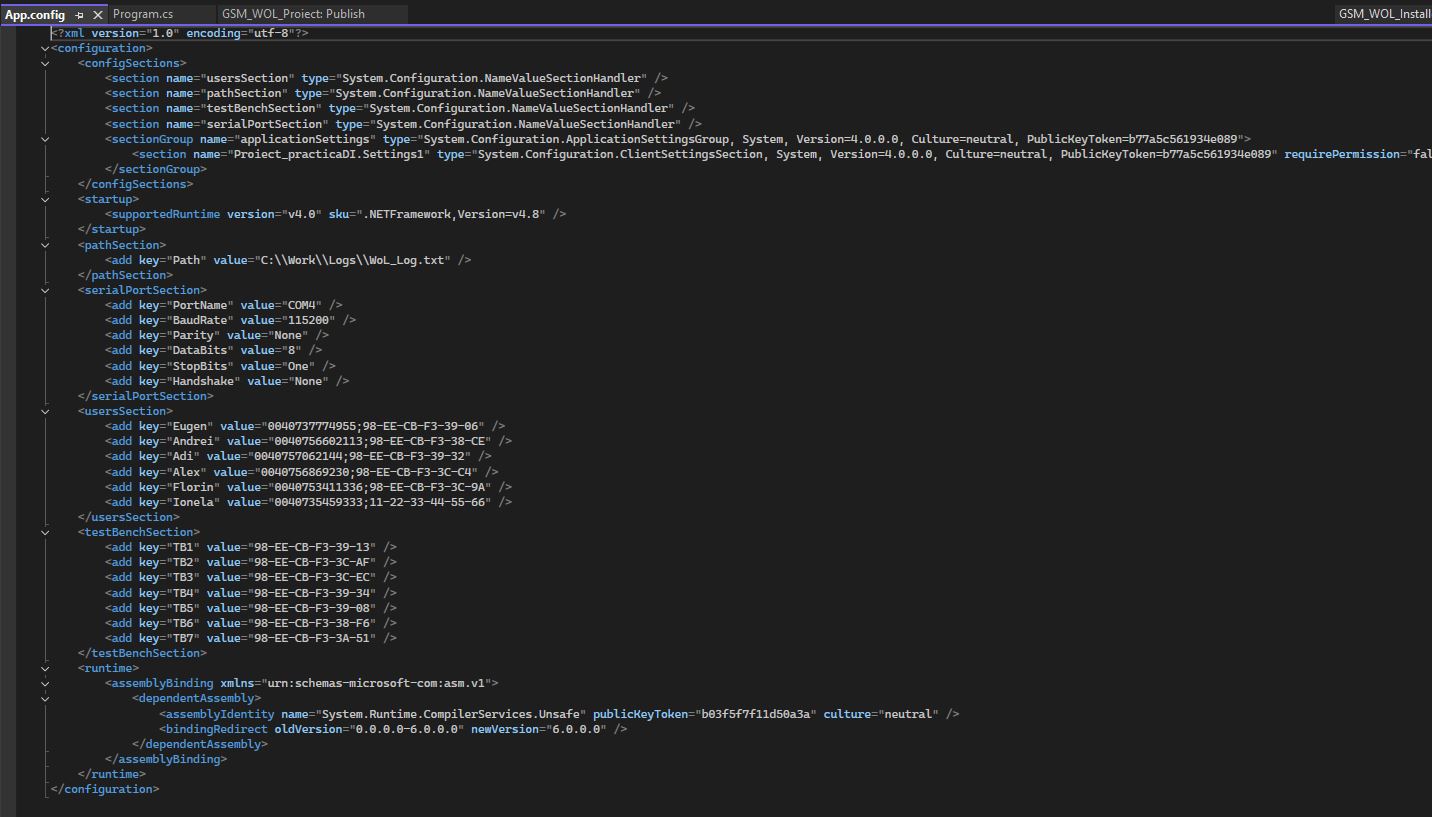 App.config
Program.cs
GSM_WOL_Proiect: Publish
GSM_WOL_Install
<?xml version="1.0" encoding="utf-8"?>
<configuration>
<configSections>
<section name="usersSection" type="System.Configuration.NameValueSectionHandler" />
<section name="pathSection" type="System.Configuration.NameValueSectionHandler" />
<section name="testBenchSection" type="System.Configuration.NameValueSectionHandler" />
<section name="serialPortSection" type="System.Configuration.NameValueSectionHandler" />
<sectionGroup name="applicationSettings" type="System.Configuration.ApplicationSettingsGroup, System, Version=4.0.0.0, Culture=neutral, PublicKeyToken=b77a5c561934e089">
<section name="Proiect_practicaDI.Settings1" type="System.Configuration.ClientSettingsSection, System, Version=4.0.0.0, Culture=neutral, PublicKeyToken=b77a5c561934e089" requirePermission="fal
</sectionGroup>
</configSections>
<startup>
<supportedRuntime version="v4.0" sku=".NETFramework,Version=v4.8" />
</startup>
<pathSection>
<add key="Path" value="C:\\Work\\Logs\\WoL_Log.txt" />
</pathSection>
<serialPortSection>
<add key="PortName" value="COM4" />
<add key="BaudRate" value="115200" />
<add key="Parity" value="None" />
<add key="DataBits" value="8" />
<add key="StopBits" value="One" />
<add key="Handshake" value="None" />
</serialPortSection>
<usersSection>
<add key="Eugen" value="0040737774955;98-EE-CB-F3-39-06" />
<add key="Andrei" value="0040756602113;98-EE-CB-F3-38-CE" />
<add key="Adi" value="0040757062144;98-EE-CB-F3-39-32" />
<add key="Alex" value="0040756869230;98-EE-CB-F3-3C-C4" />
<add key="Florin" value="0040753411336;98-EE-CB-F3-3C-9A" />
<add key="Ionela" value="0040735459333;11-22-33-44-55-66" />
</usersSection>
<testBenchSection>
<add key="TB1" value="98-EE-CB-F3-39-13" />
<add key="TB2" value="98-EE-CB-F3-3C-AF" />
<add key="TB3" value="98-EE-CB-F3-3C-EC" />
<add key="TB4" value="98-EE-CB-F3-39-34" />
<add key="TB5" value="98-EE-CB-F3-39-08" />
<add key="TB6" value="98-EE-CB-F3-38-F6" />
<add key="TB7" value="98-EE-CB-F3-3A-51" />
</testBenchSection>
<runtime>
<assemblyBinding xmlns="urn:schemas-microsoft-com:asm.v1">
<dependentAssembly>
<assemblyIdentity name="System.Runtime.CompilerServices.Unsafe" publicKeyToken="b03f5f7f11d50a3a" culture="neutral" />
<bindingRedirect oldVersion="0.0.0.0-6.0.0.0" newVersion="6.0.0.0" />
</dependentAssembly>
</assemblyBinding>
</runtime>
</configuration>